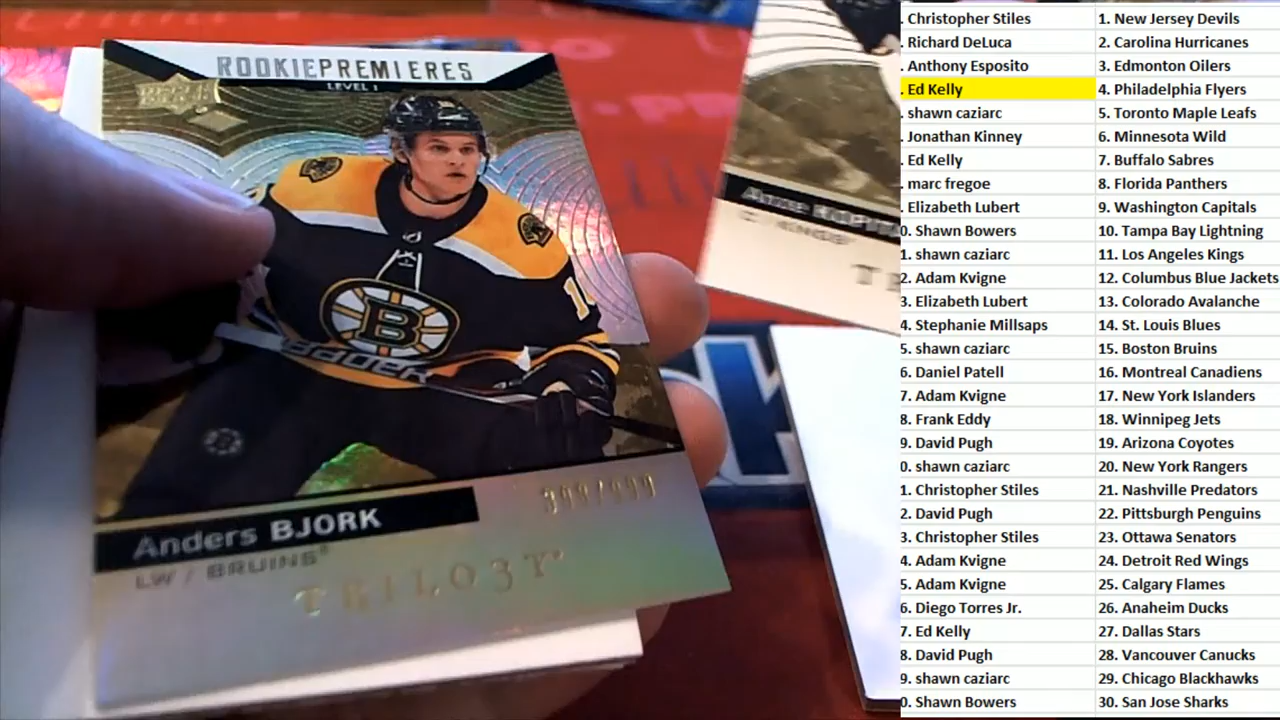 ROOKIEPREMIERES
LEVEL 1
UPPER DECK
B
BAUER
Anders BJORK
LW / BRUINS
399/999
TRILO3Y
. Christopher Stiles 1. New Jersey Devils
. Richard DeLuca 2. Carolina Hurricanes
. Anthony Esposito 3. Edmonton Oilers
. Ed Kelly 4. Philadelphia Flyers
. shawn caziarc 5. Toronto Maple Leafs
. Jonathan Kinney 6. Minnesota Wild
. Ed Kelly 7. Buffalo Sabres
. marc fregoe 8. Florida Panthers
. Elizabeth Lubert 9. Washington Capitals
0. Shawn Bowers 10. Tampa Bay Lightning
1. shawn caziarc 11. Los Angeles Kings
2. Adam Kvigne 12. Columbus Blue Jackets
3. Elizabeth Lubert 13. Colorado Avalanche
4. Stephanie Millsaps 14. St. Louis Blues
5. shawn caziarc 15. Boston Bruins
6. Daniel Patell 16. Montreal Canadiens
7. Adam Kvigne 17. New York Islanders
8. Frank Eddy 18. Winnipeg Jets
9. David Pugh 19. Arizona Coyotes
0. shawn caziarc 20. New York Rangers
1. Christopher Stiles 21. Nashville Predators
2. David Pugh 22. Pittsburgh Penguins
3. Christopher Stiles 23. Ottawa Senators
4. Adam Kvigne 24. Detroit Red Wings
5. Adam Kvigne 25. Calgary Flames
6. Diego Torres Jr. 26. Anaheim Ducks
7. Ed Kelly 27. Dallas Stars
8. David Pugh 28. Vancouver Canucks
9. shawn caziarc 29. Chicago Blackhawks
0. Shawn Bowers 30. San Jose Sharks